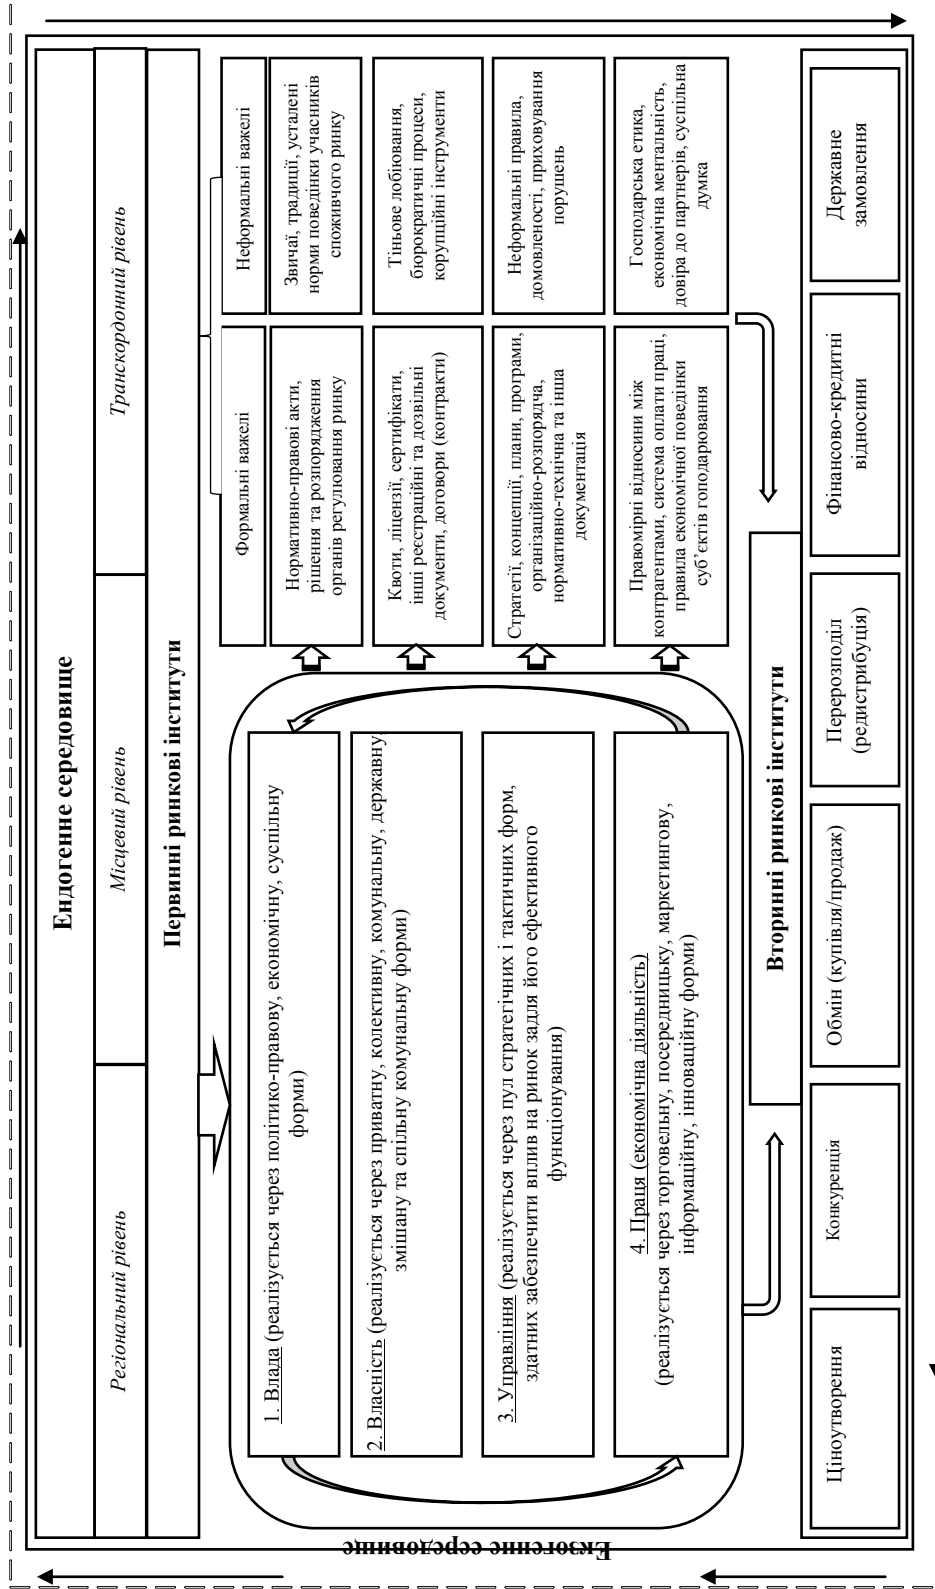 Екзогенне середовище
Ендогенне середовище
Регіональний рівень
Місцевий рівень
Транскордонний рівень
Первинні ринкові інститути
1. Влада (реалізується через політико-правову, економічну, суспільну
форми)
2. Власність (реалізується через приватну, колективну, комунальну, державну,
змішану та спільну комунальну форми)
3. Управління (реалізується через пул стратегічних і тактичних форм,
здатних забезпечити вплив на ринок задля його ефективного
функціонування)
4. Праця (економічна діяльність)
(реалізується через торговельну, посередницьку, маркетингову,
інформаційну, інноваційну форми)
Формальні важелі
Нормативно-правові акти,
рішення та розпорядження
органів регулювання ринку
Квоти, ліцензії, сертифікати,
інші реєстраційні та дозвільні
документи, договори (контракти)
Стратегії, концепції, плани, програми,
організаційно-розпорядча,
нормативно-технічна та інша
документація
Правомірні відносини між
контрагентами, система оплати праці,
правила економічної поведінки
суб’єктів гоподарювання
Неформальні важелі
Звичаї, традиції, усталені
норми поведінки учасників
споживчого ринку
Тіньове лобіювання,
бюрократичні процеси,
корупційні інструменти
Неформальні правила,
домовленості, приховування
порушень
Господарська етика,
економічна ментальність,
довіра до партнерів, суспільна
думка
Вторинні ринкові інститути
Ціноутворення
Конкуренція
Обмін (купівля/продаж)
Перерозподіл
(редистрибуція)
Фінансово-кредитні
відносини
Державне
замовлення